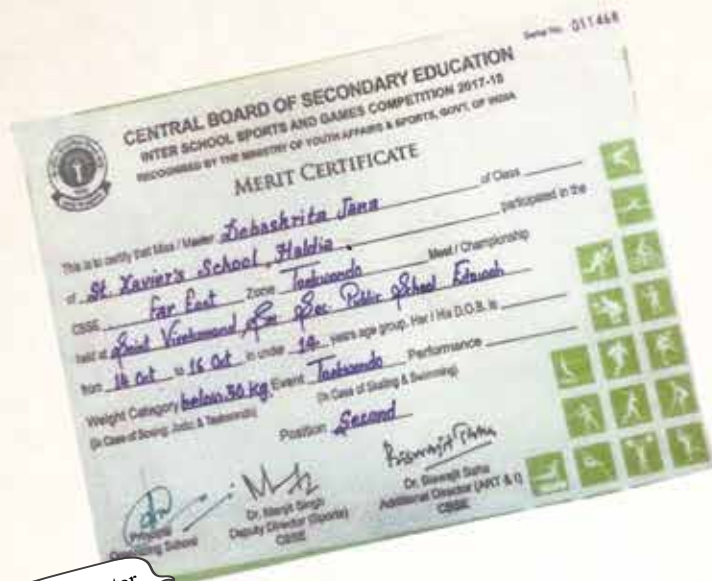 Serial No. 011468
CENTRAL BOARD OF SECONDARY EDUCATION
INTER SCHOOL SPORTS AND GAMES COMPETITION 2017-18
RECOGNISED BY THE MINISTRY OF YOUTH AFFAIRS & SPORTS, GOVT. OF INDIA
MERIT CERTIFICATE
This is to certify that Miss / Master Debashrita Jana of Class
of St. Xavier's School, Haldia. participated in the
CBSE Far East Zone Taekwondo Meet / Championship
held at Saint Vivekanand Sec Public School
from 14 Oct to 16 Oct in under 14 years age group. Her / His D.O.B. is
Weight Category below 30 kg Event Taekwondo Performance
(In Case of Boxing, Judo & Taekwondo) (In Case of Skating & Swimming)
Position Second
Principal
Organizing School
Dr. Manjit Singh
Deputy Director (Sports)
CBSE
Dr. Biswajit Saha
Additional Director (ART & I)
CBSE